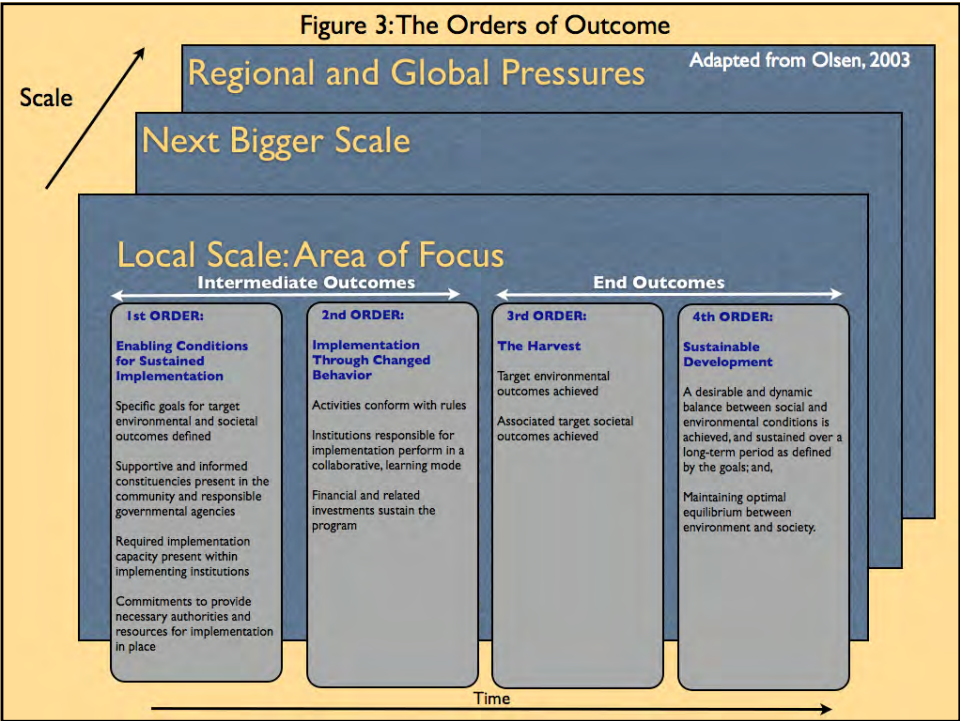 Figure 3: The Orders of Outcome
Adapted from Olsen, 2003
Scale
Regional and Global Pressures
Next Bigger Scale
Local Scale: Area of Focus
Intermediate Outcomes
End Outcomes
1st ORDER:
Enabling Conditions
for Sustained
Implementation
Specific goals for target
environmental and societal
outcomes defined
Supportive and informed
constituencies present in the
community and responsible
governmental agencies
Required implementation
capacity present within
implementing institutions
Commitments to provide
necessary authorities and
resources for implementation
in place
2nd ORDER:
Implementation
Through Changed
Behavior
Activities conform with rules
Institutions responsible for
implementation perform in a
collaborative, learning mode
Financial and related
investments sustain the
program
3rd ORDER:
The Harvest
Target environmental
outcomes achieved
Associated target societal
outcomes achieved
4th ORDER:
Sustainable
Development
A desirable and dynamic
balance between social and
environmental conditions is
achieved, and sustained over a
long-term period as defined
by the goals; and,
Maintaining optimal
equilibrium between
environment and society.
Time